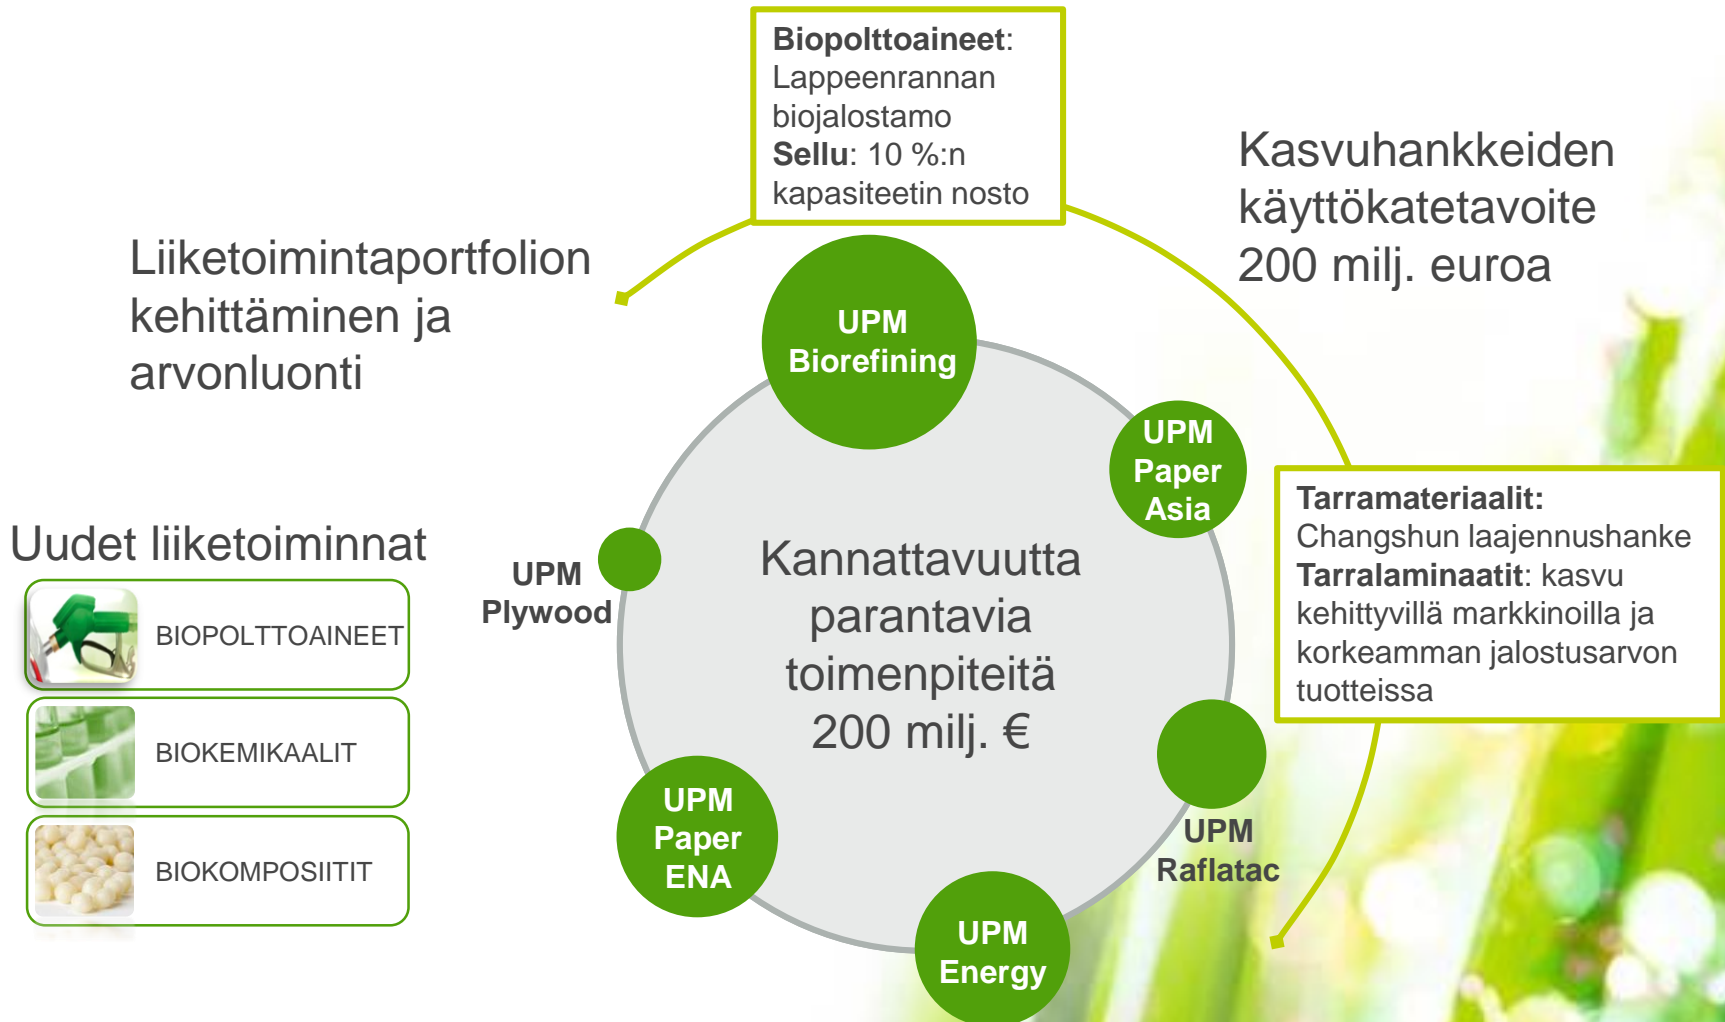 Biopolttoaineet:
Lappeenrannan
biojalostamo
Sellu: 10 %:n
kapasiteetin nosto
Kasvuhankkeiden
käyttökatetavoite
200 milj. euroa
Liiketoimintaportfolion
kehittäminen ja
arvonluonti
UPM
Biorefining
UPM
Paper
Asia
Tarramateriaalit:
Changshun laajennushanke
Tarralaminaatit: kasvu
kehittyvillä markkinoilla ja
korkeamman jalostusarvon
tuotteissa
Uudet liiketoiminnat
BIOPOLTTOAINEET
BIOKEMIKAALIT
BIOKOMPOSIITIT
UPM
Plywood
Kannattavuutta
parantavia
toimenpiteitä
200 milj. €
UPM
Paper
ENA
UPM
Raflatac
UPM
Energy